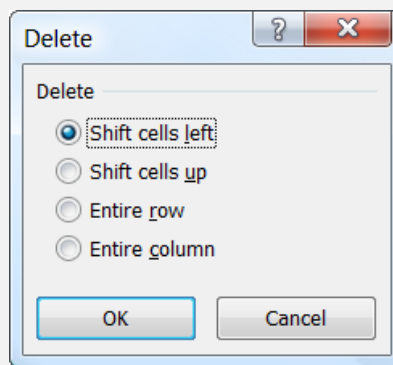 Delete
?
Delete
Shift cells left
Shift cells up
Entire row
Entire column
OK
Cancel